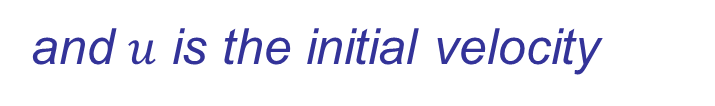 and u is the initial velocity